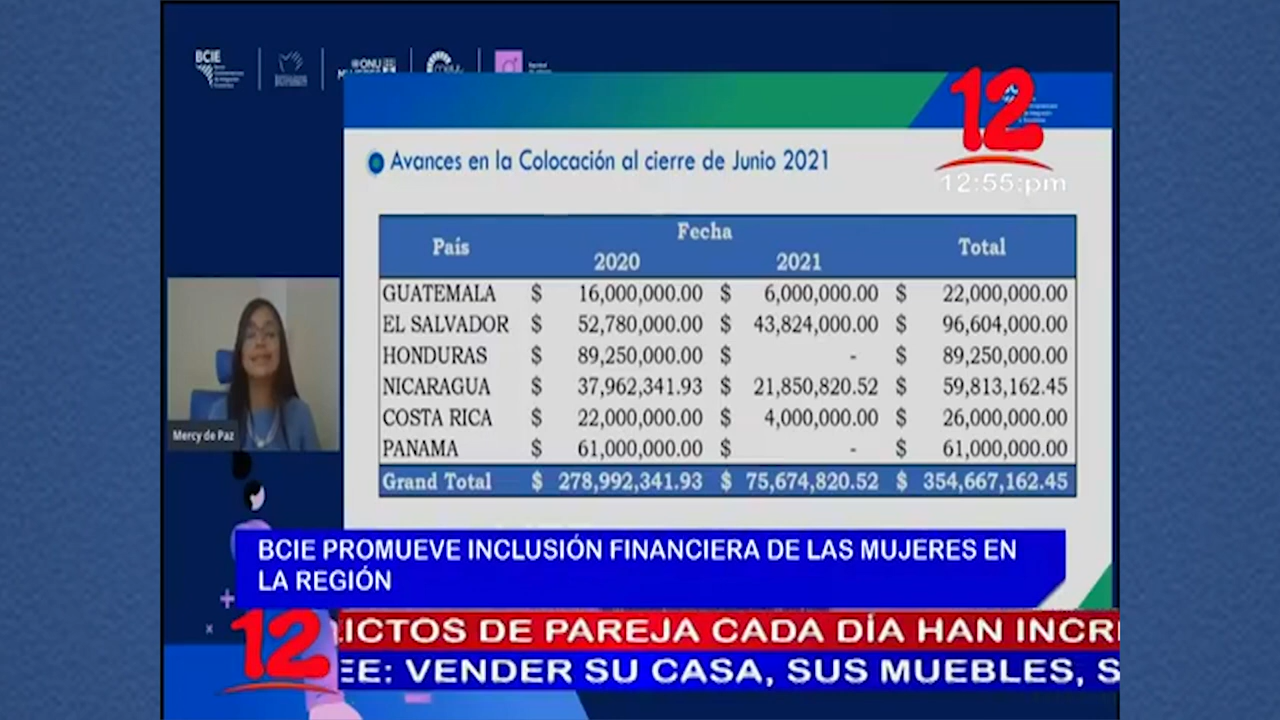 BCIE
ONU
Avances en la Colocación al cierre de Junio 2021
12
12:55:pm
País Fecha Total
2020 2021
GUATEMALA $ 16,000,000.00 $ 6,000,000.00 $ 22,000,000.00
EL SALVADOR $ 52,780,000.00 $ 43,824,000.00 $ 96,604,000.00
HONDURAS $ 89,250,000.00 $ - $ 89,250,000.00
NICARAGUA $ 37,962,341.93 $ 21,850,820.52 $ 59,813,162.45
COSTA RICA $ 22,000,000.00 $ 4,000,000.00 $ 26,000,000.00
PANAMA $ 61,000,000.00 $ - $ 61,000,000.00
Grand Total $ 278,992,341.93 $ 75,674,820.52 $ 354,667,162.45
Mercy de Paz
BCIE PROMUEVE INCLUSIÓN FINANCIERA DE LAS MUJERES EN
LA REGIÓN
12
LICTOS DE PAREJA CADA DÍA HAN INCR
EE: VENDER SU CASA, SUS MUEBLES, S